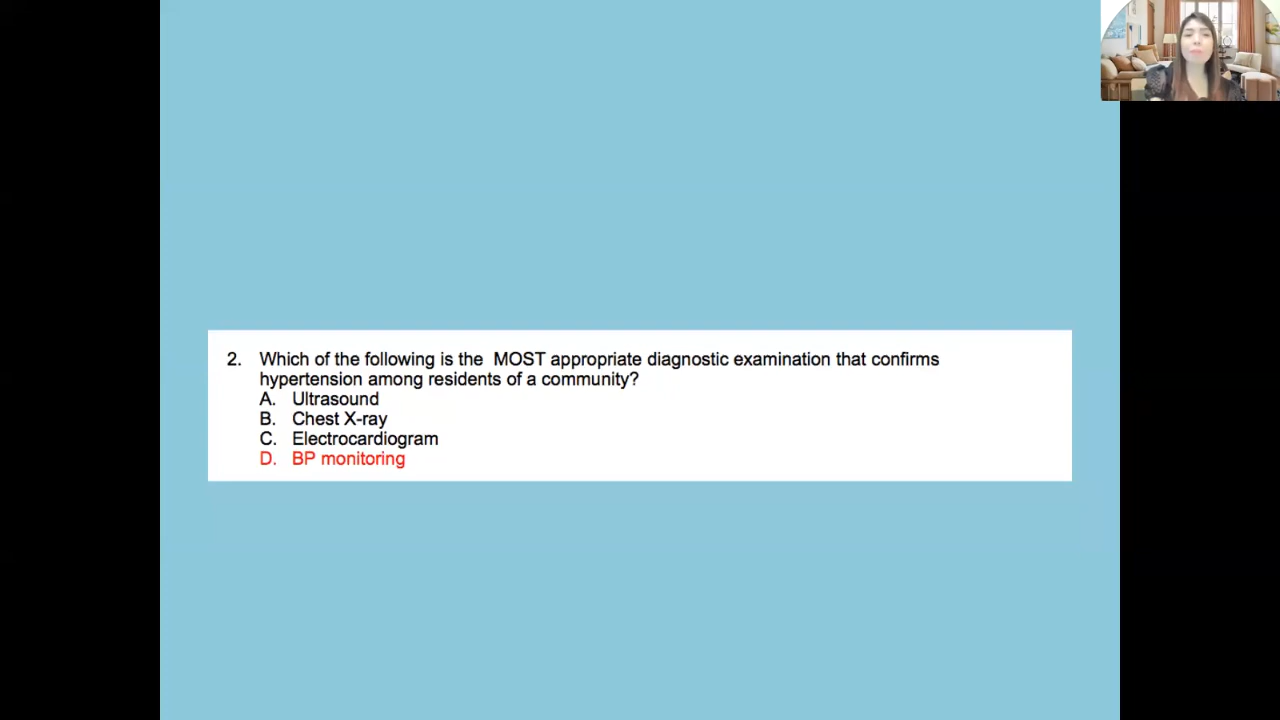 2. Which of the following is the MOST appropriate diagnostic examination that confirms
hypertension among residents of a community?
A. Ultrasound
B. Chest X-ray
C. Electrocardiogram
D. BP monitoring